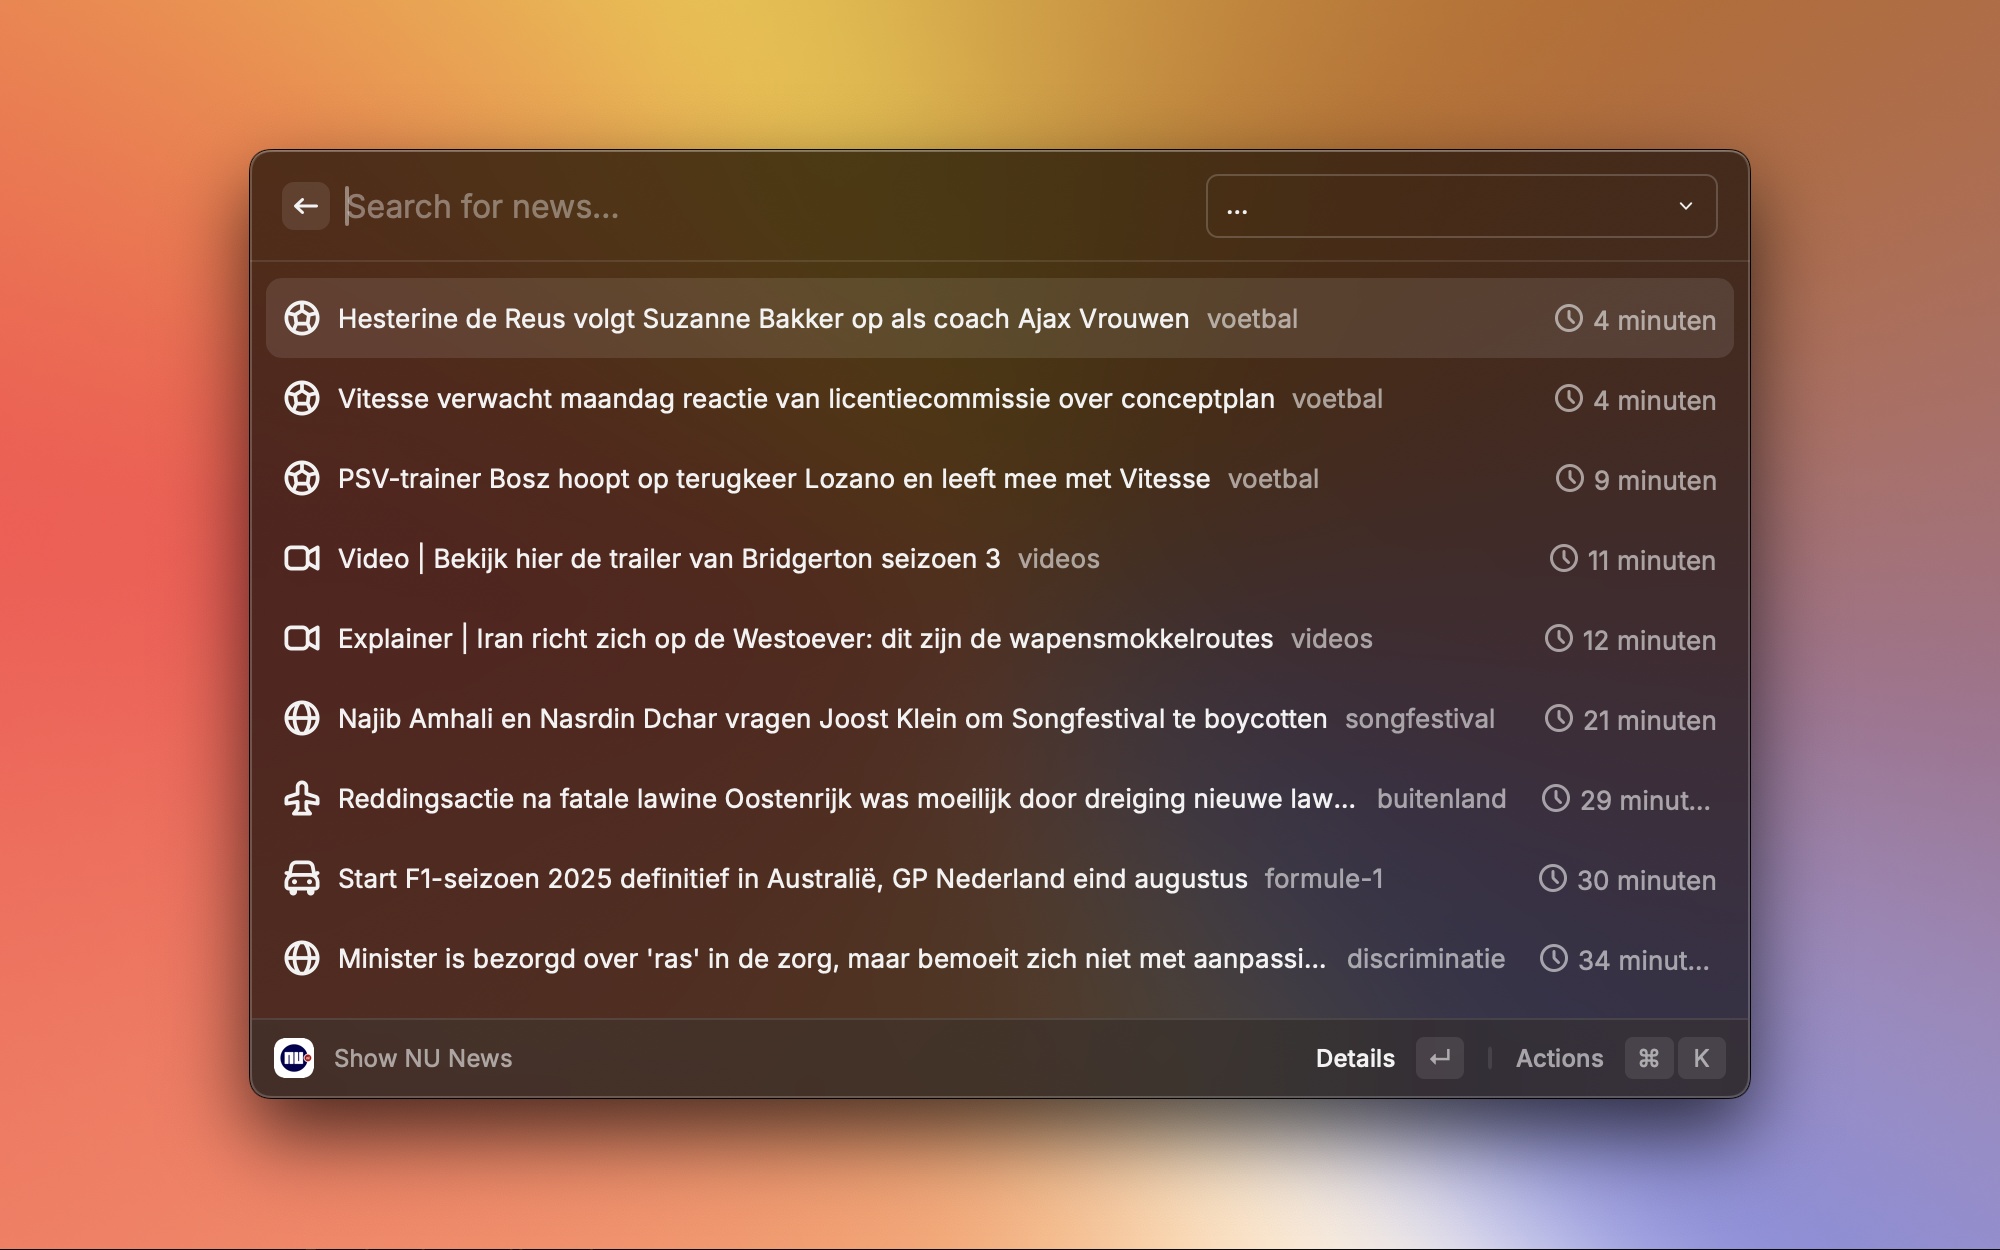 Search for news...
...
Hesterine de Reus volgt Suzanne Bakker op als coach Ajax Vrouwen voetbal 4 minuten
Vitesse verwacht maandag reactie van licentiecommissie over conceptplan voetbal 4 minuten
PSV-trainer Bosz hoopt op terugkeer Lozano en leeft mee met Vitesse voetbal 9 minuten
Video | Bekijk hier de trailer van Bridgerton seizoen 3 videos 11 minuten
Explainer | Iran richt zich op de Westoever: dit zijn de wapensmokkelroutes videos 12 minuten
Najib Amhali en Nasrdin Dchar vragen Joost Klein om Songfestival te boycotten songfestival 21 minuten
Reddingsactie na fatale lawine Oostenrijk was moeilijk door dreiging nieuwe law... buitenland 29 minut...
Start F1-seizoen 2025 definitief in Australië, GP Nederland eind augustus formule-1 30 minuten
Minister is bezorgd over 'ras' in de zorg, maar bemoeit zich niet met aanpassi... discriminatie 34 minut...
nu Show NU News Details ↵ Actions ⌘ K